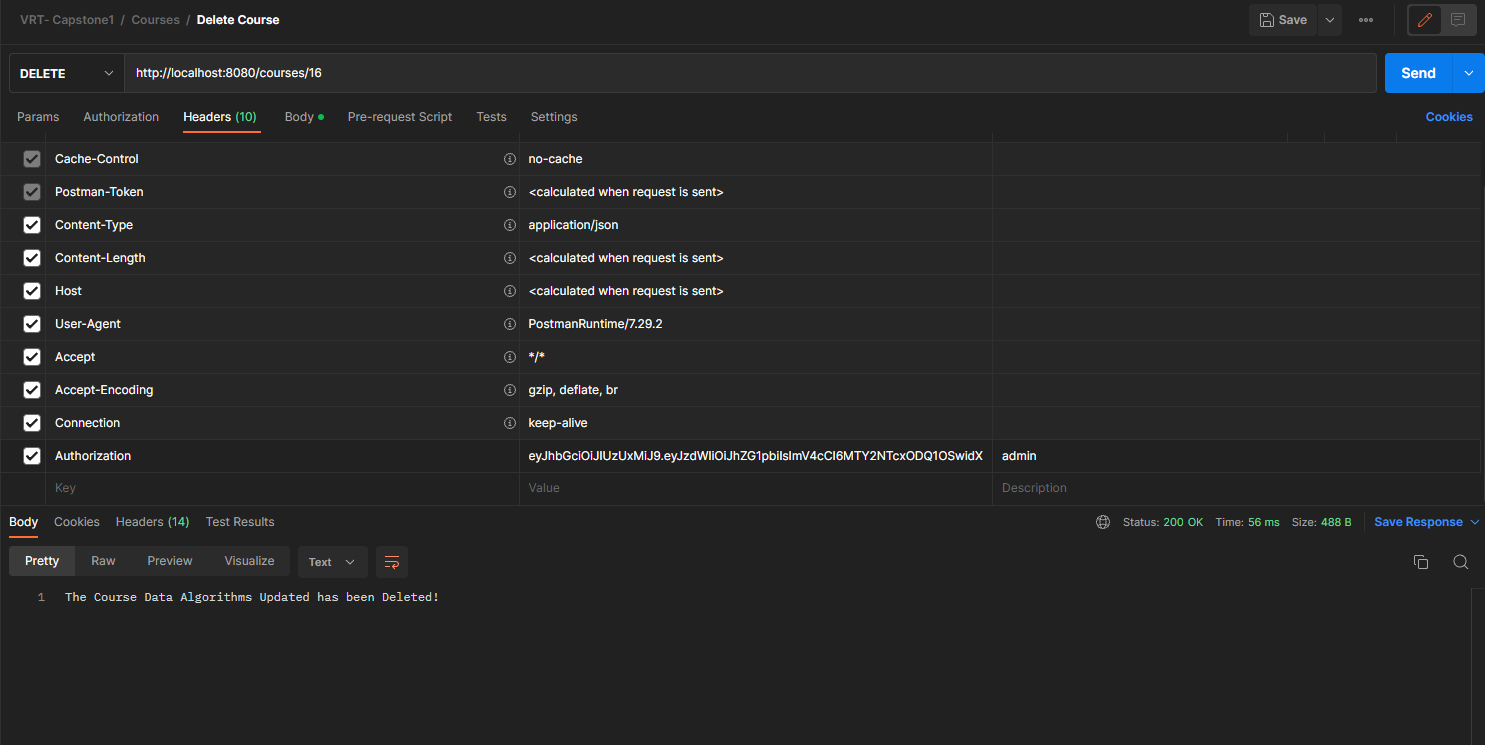 VRT- Capstone1 / Courses / Delete Course
Save
DELETE
http://localhost:8080/courses/16
Send
Params Authorization Headers (10) Body Pre-request Script Tests Settings
Cookies
Cache-Control no-cache
Postman-Token <calculated when request is sent>
Content-Type application/json
Content-Length <calculated when request is sent>
Host <calculated when request is sent>
User-Agent PostmanRuntime/7.29.2
Accept */*
Accept-Encoding gzip, deflate, br
Connection keep-alive
Authorization eyJhbGciOiJIUzUxMiJ9.eyJzdWIiOiJhZG1pbiIsImV4cCI6MTY2NTcxODQ1OSwidX admin
Key Value Description
Body Cookies Headers (14) Test Results
Status: 200 OK Time: 56 ms Size: 488 B Save Response
Pretty Raw Preview Visualize Text
1 The Course Data Algorithms Updated has been Deleted!